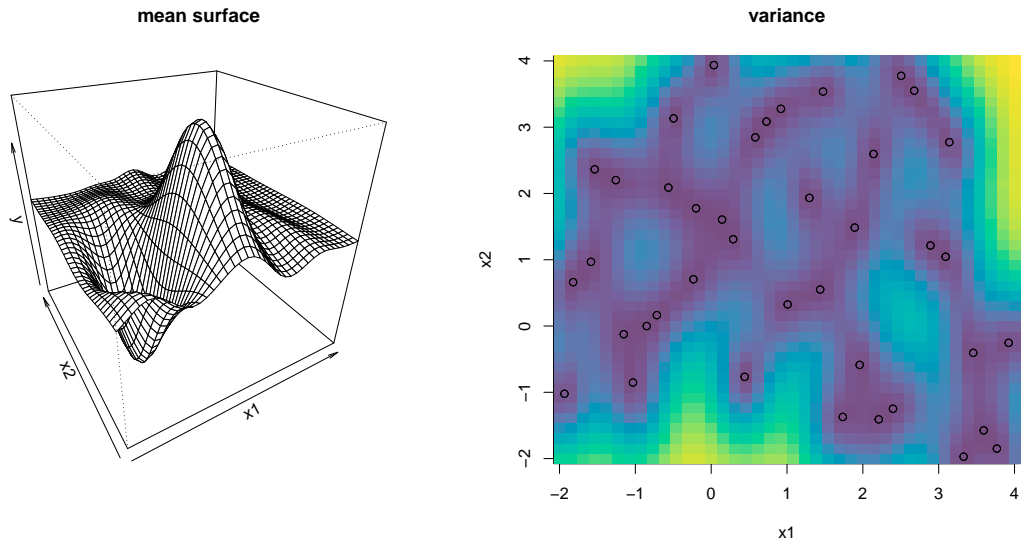 mean surface
y
x2
x1
variance
4
3
2
1
0
−1
−2
x2
−2 −1 0 1 2 3 4
x1